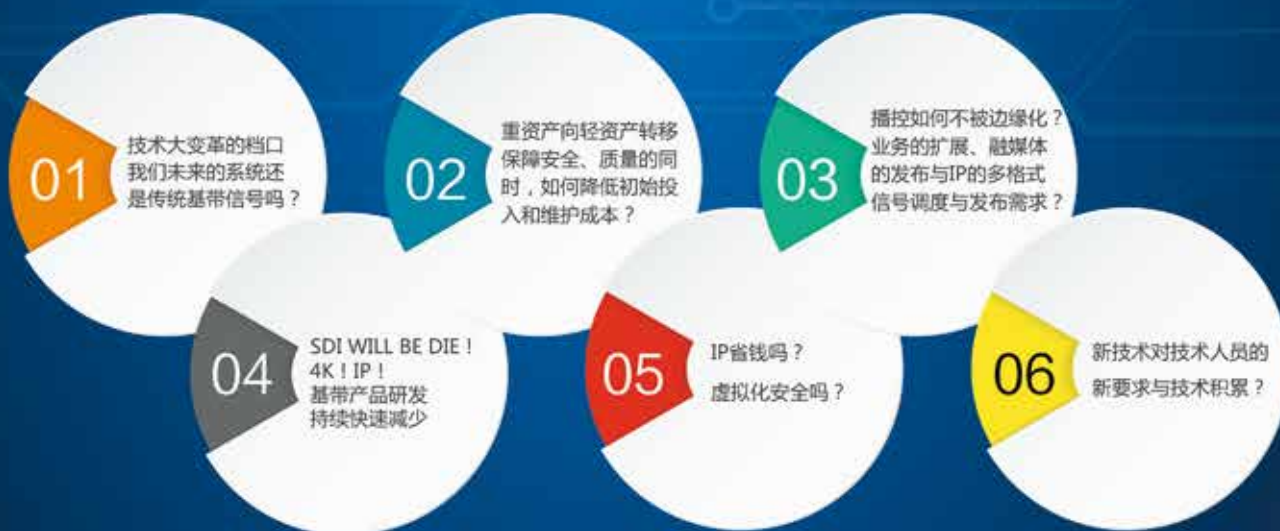 01
技术大变革的档口
我们未来的系统还
是传统基带信号吗？
02
重资产向轻资产转移
保障安全、质量的同
时，如何降低初始投
入和维护成本？
03
播控如何不被边缘化？
业务的扩展、融媒体
的发布与IP的多格式
信号调度与发布需求？
04
SDI WILL BE DIE！
4K！IP！
基带产品研发
持续快速减少
05
IP省钱吗？
虚拟化安全吗？
06
新技术对技术人员的
新要求与技术积累？